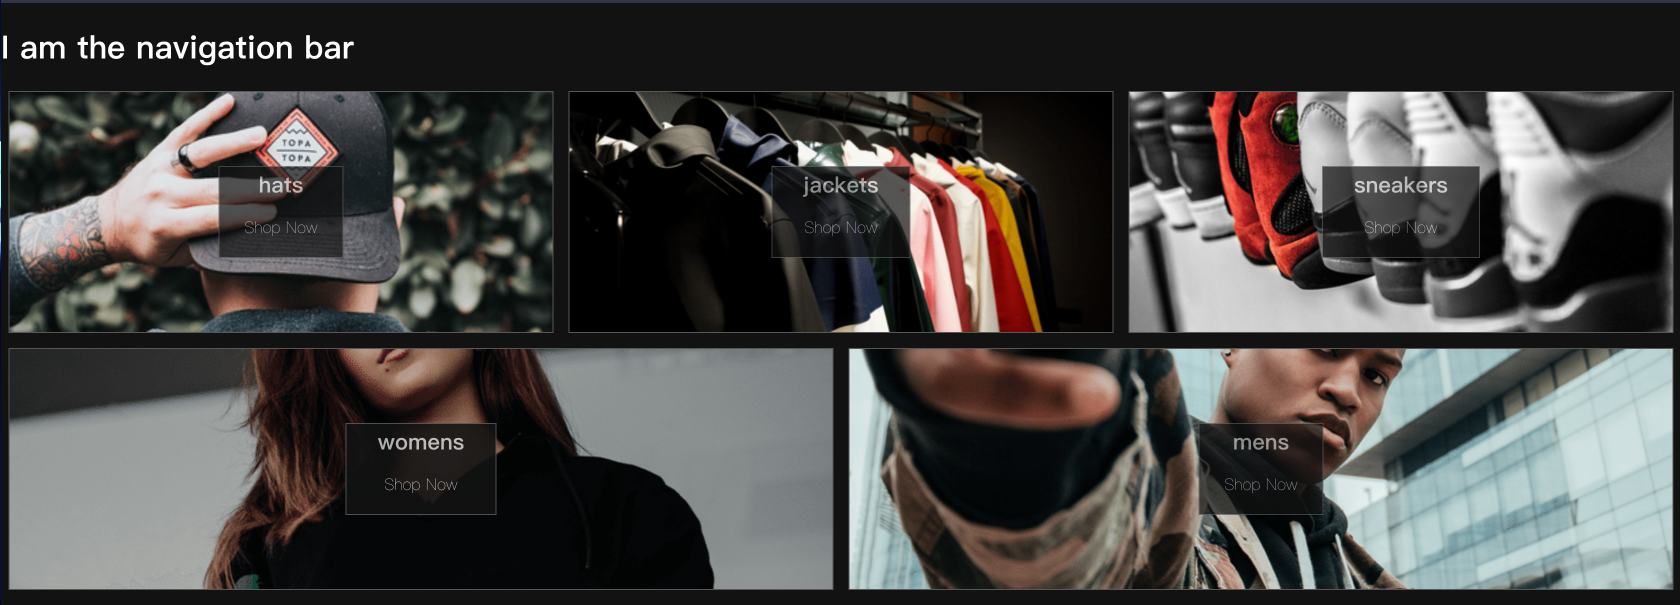 I am the navigation bar
TOPA
TOPA
hats
Shop Now
jackets
Shop Now
sneakers
Shop Now
womens
Shop Now
mens
Shop Now